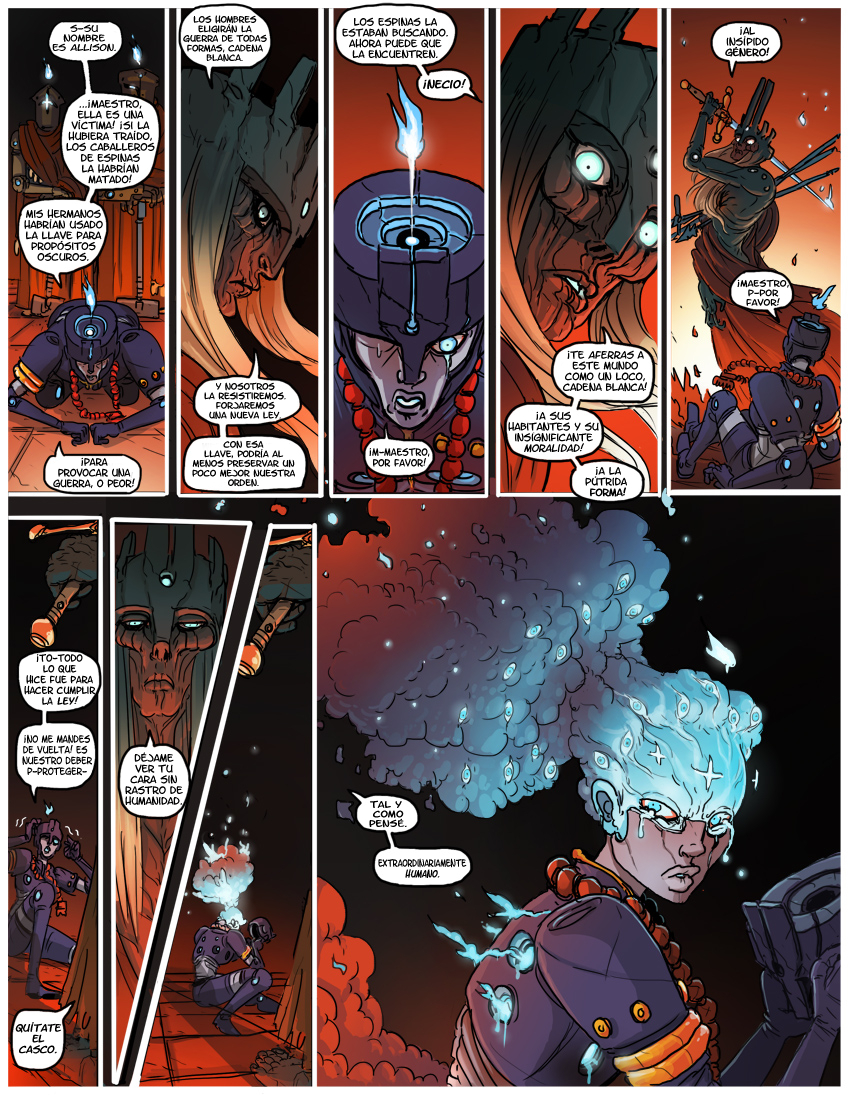 S-SU
NOMBRE
ES ALLISON.
...¡MAESTRO,
ELLA ES UNA
VÍCTIMA! ¡SI LA
HUBIERA TRAÍDO,
LOS CABALLEROS
DE ESPINAS
LA HABRÍAN
MATADO!
MIS HERMANOS
HABRÍAN USADO
LA LLAVE PARA
PROPÓSITOS
OSCUROS.
¡PARA
PROVOCAR UNA
GUERRA, O PEOR!
LOS HOMBRES
ELIGIRÁN LA
GUERRA DE TODAS
FORMAS, CADENA
BLANCA.
Y NOSOTROS
LA RESISTIREMOS.
FORJAREMOS
UNA NUEVA LEY.
CON ESA
LLAVE, PODRÍA AL
MENOS PRESERVAR UN
POCO MEJOR NUESTRA
ORDEN.
LOS ESPINAS LA
ESTABAN BUSCANDO.
AHORA PUEDE QUE
LA ENCUENTREN.
¡M-MAESTRO,
POR FAVOR!
¡NECIO!
¡TE AFERRAS A
ESTE MUNDO
COMO UN LOCO,
CADENA BLANCA!
¡A SUS
HABITANTES Y SU
INSIGNIFICANTE
MORALIDAD!
¡A LA
PÚTRIDA
FORMA!
¡AL
INSÍPIDO
GÉNERO!
¡MAESTRO,
P-POR
FAVOR!
¡TO-TODO
LO QUE
HICE FUE PARA
HACER CUMPLIR
LA LEY!
¡NO ME MANDES
DE VUELTA! ES
NUESTRO DEBER
P-PROTEGER-
QUÍTATE
EL
CASCO.
DÉJAME
VER TU
CARA SIN
RASTRO DE
HUMANIDAD.
TAL Y
COMO
PENSÉ.
EXTRAORDINARIAMENTE
HUMANO.